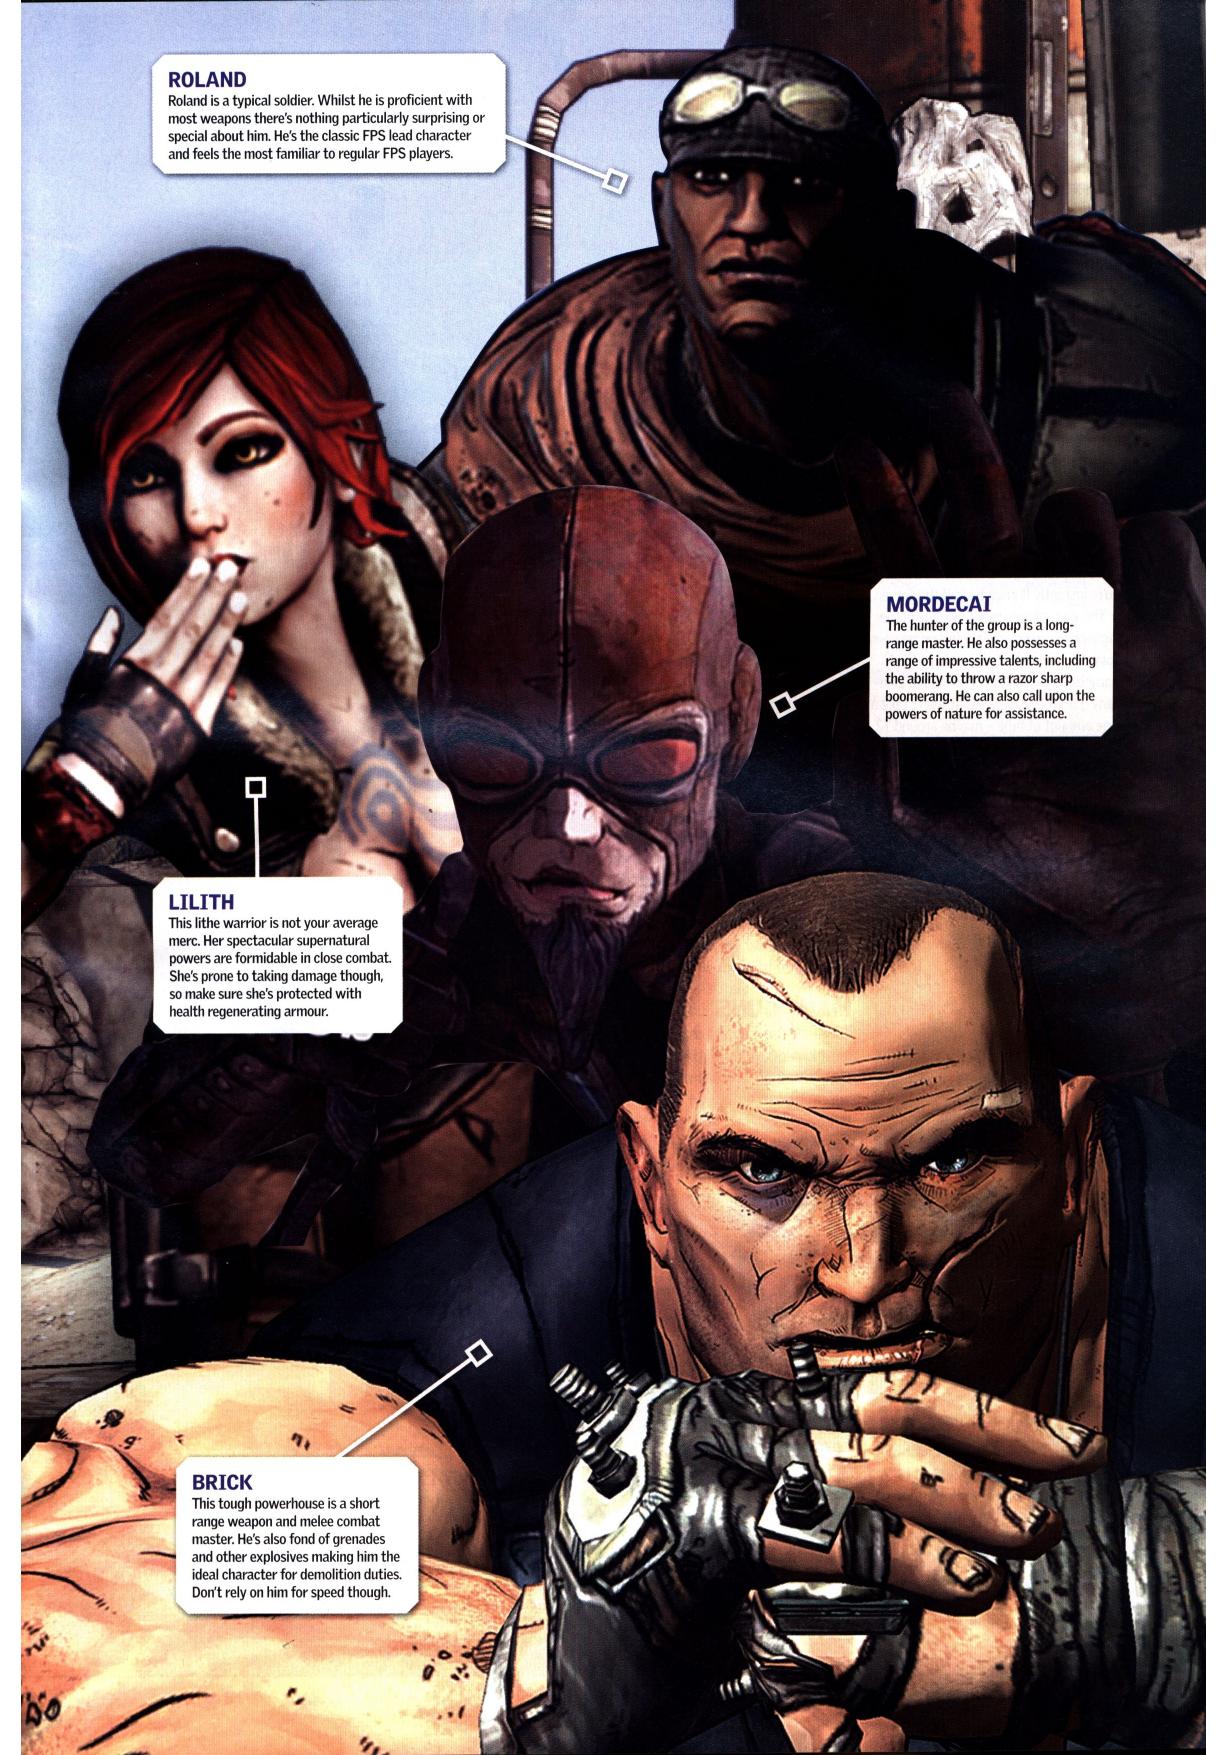 ROLAND
Roland is a typical soldier. Whilst he is proficient with
most weapons there's nothing particularly surprising or
special about him. He's the classic FPS lead character
and feels the most familiar to regular FPS players.
MORDECAI
The hunter of the group is a long-
range master. He also possesses a
range of impressive talents, including
the ability to throw a razor sharp
boomerang. He can also call upon the
powers of nature for assistance.
LILITH
This lithe warrior is not your average
merc. Her spectacular supernatural
powers are formidable in close combat.
She's prone to taking damage though,
so make sure she's protected with
health regenerating armour.
BRICK
This tough powerhouse is a short
range weapon and melee combat
master. He's also fond of grenades
and other explosives making him the
ideal character for demolition duties.
Don't rely on him for speed though.